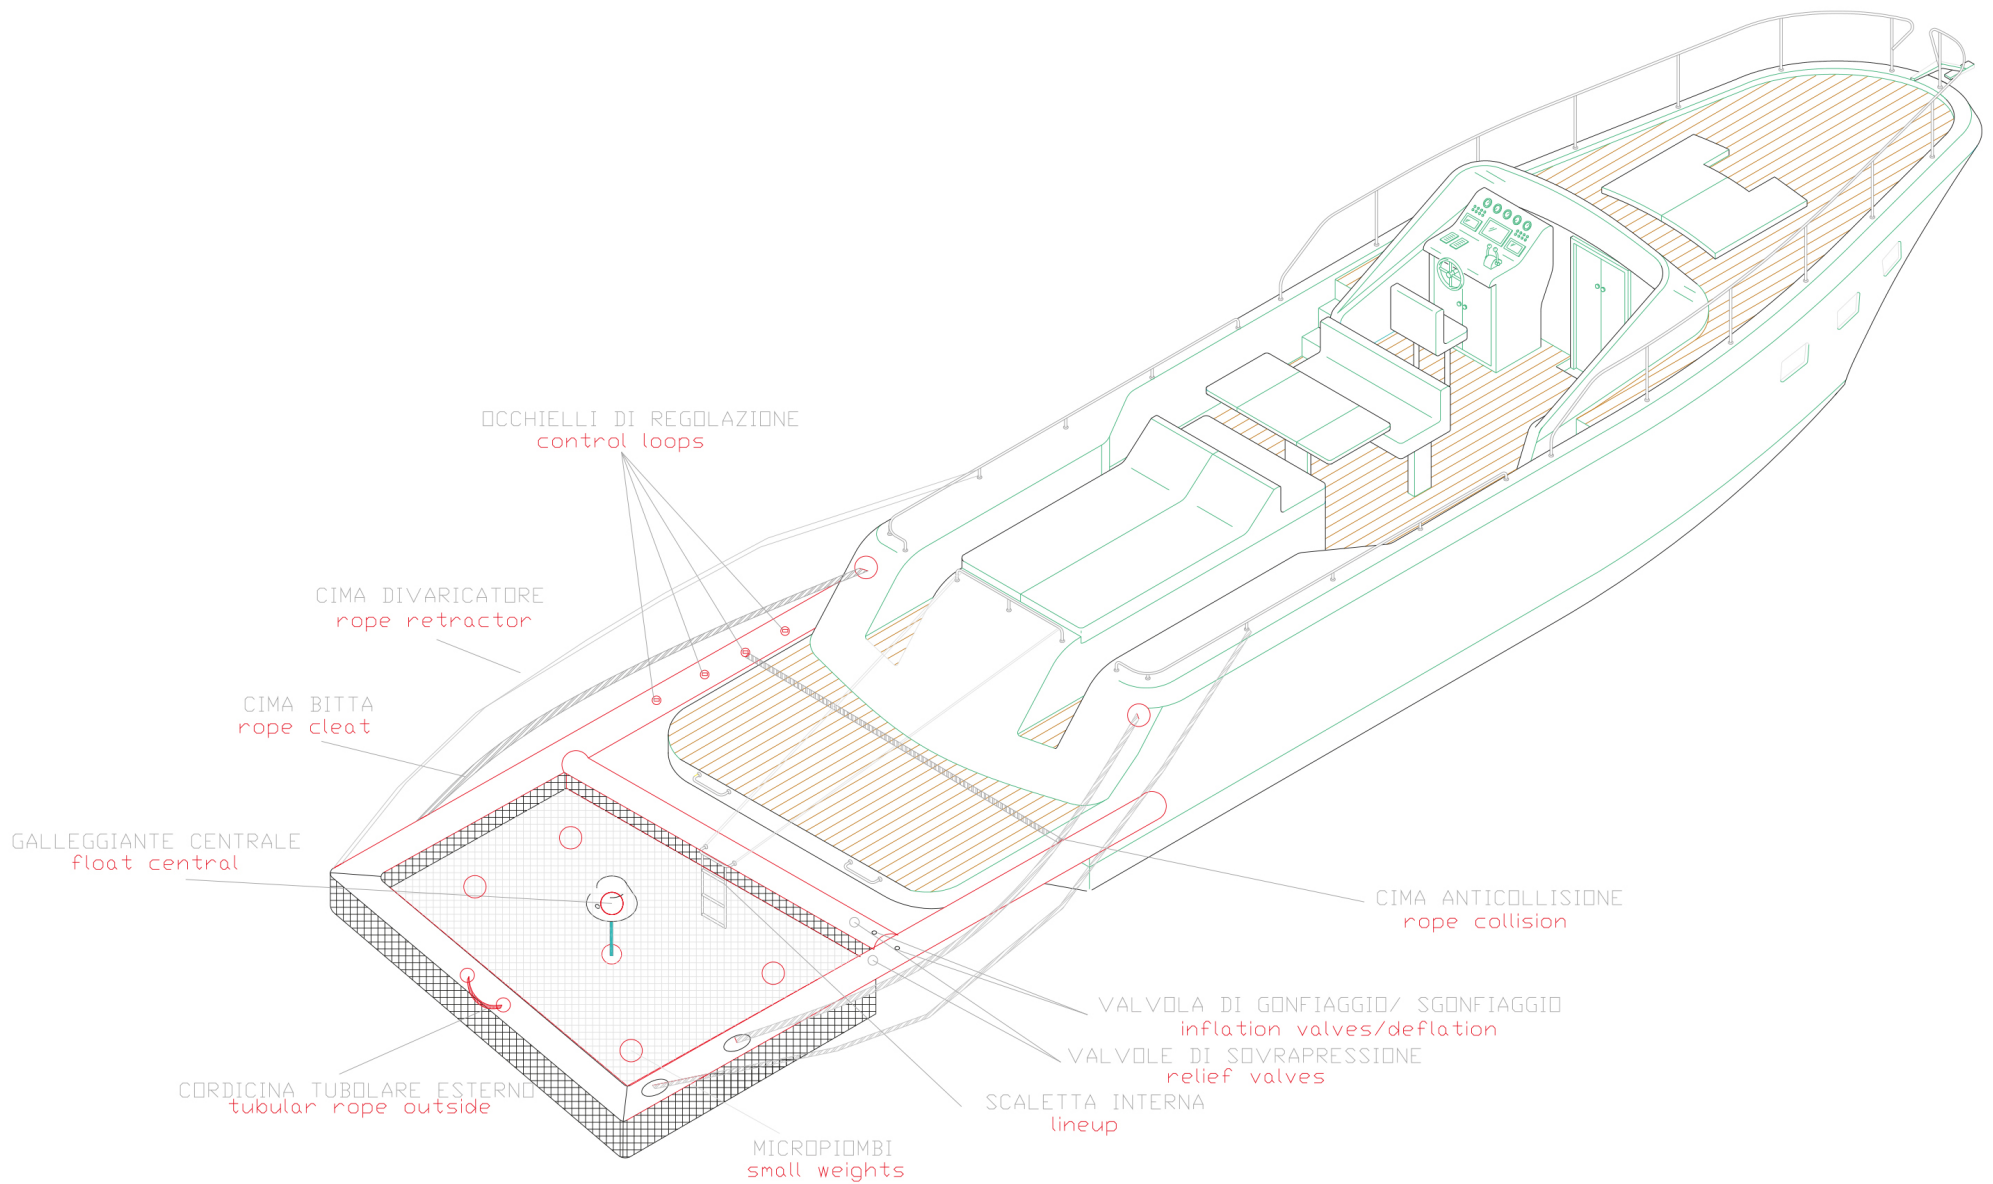 OCCHIELLI DI REGOLAZIONE
control loops
CIMA DIVARICATORE
rope retractor
CIMA BITTA
rope cleat
GALLEGGIANTE CENTRALE
float central
CIMA ANTICOLLISIONE
rope collision
VALVOLA DI GONFIAGGIO/ SGONFIAGGIO
inflation valves/deflation
VALVOLE DI SOVRAPRESSIONE
relief valves
CORDICINA TUBOLARE ESTERNO
tubular rope outside
SCALETTA INTERNA
lineup
MICROPIOMBI
small weights